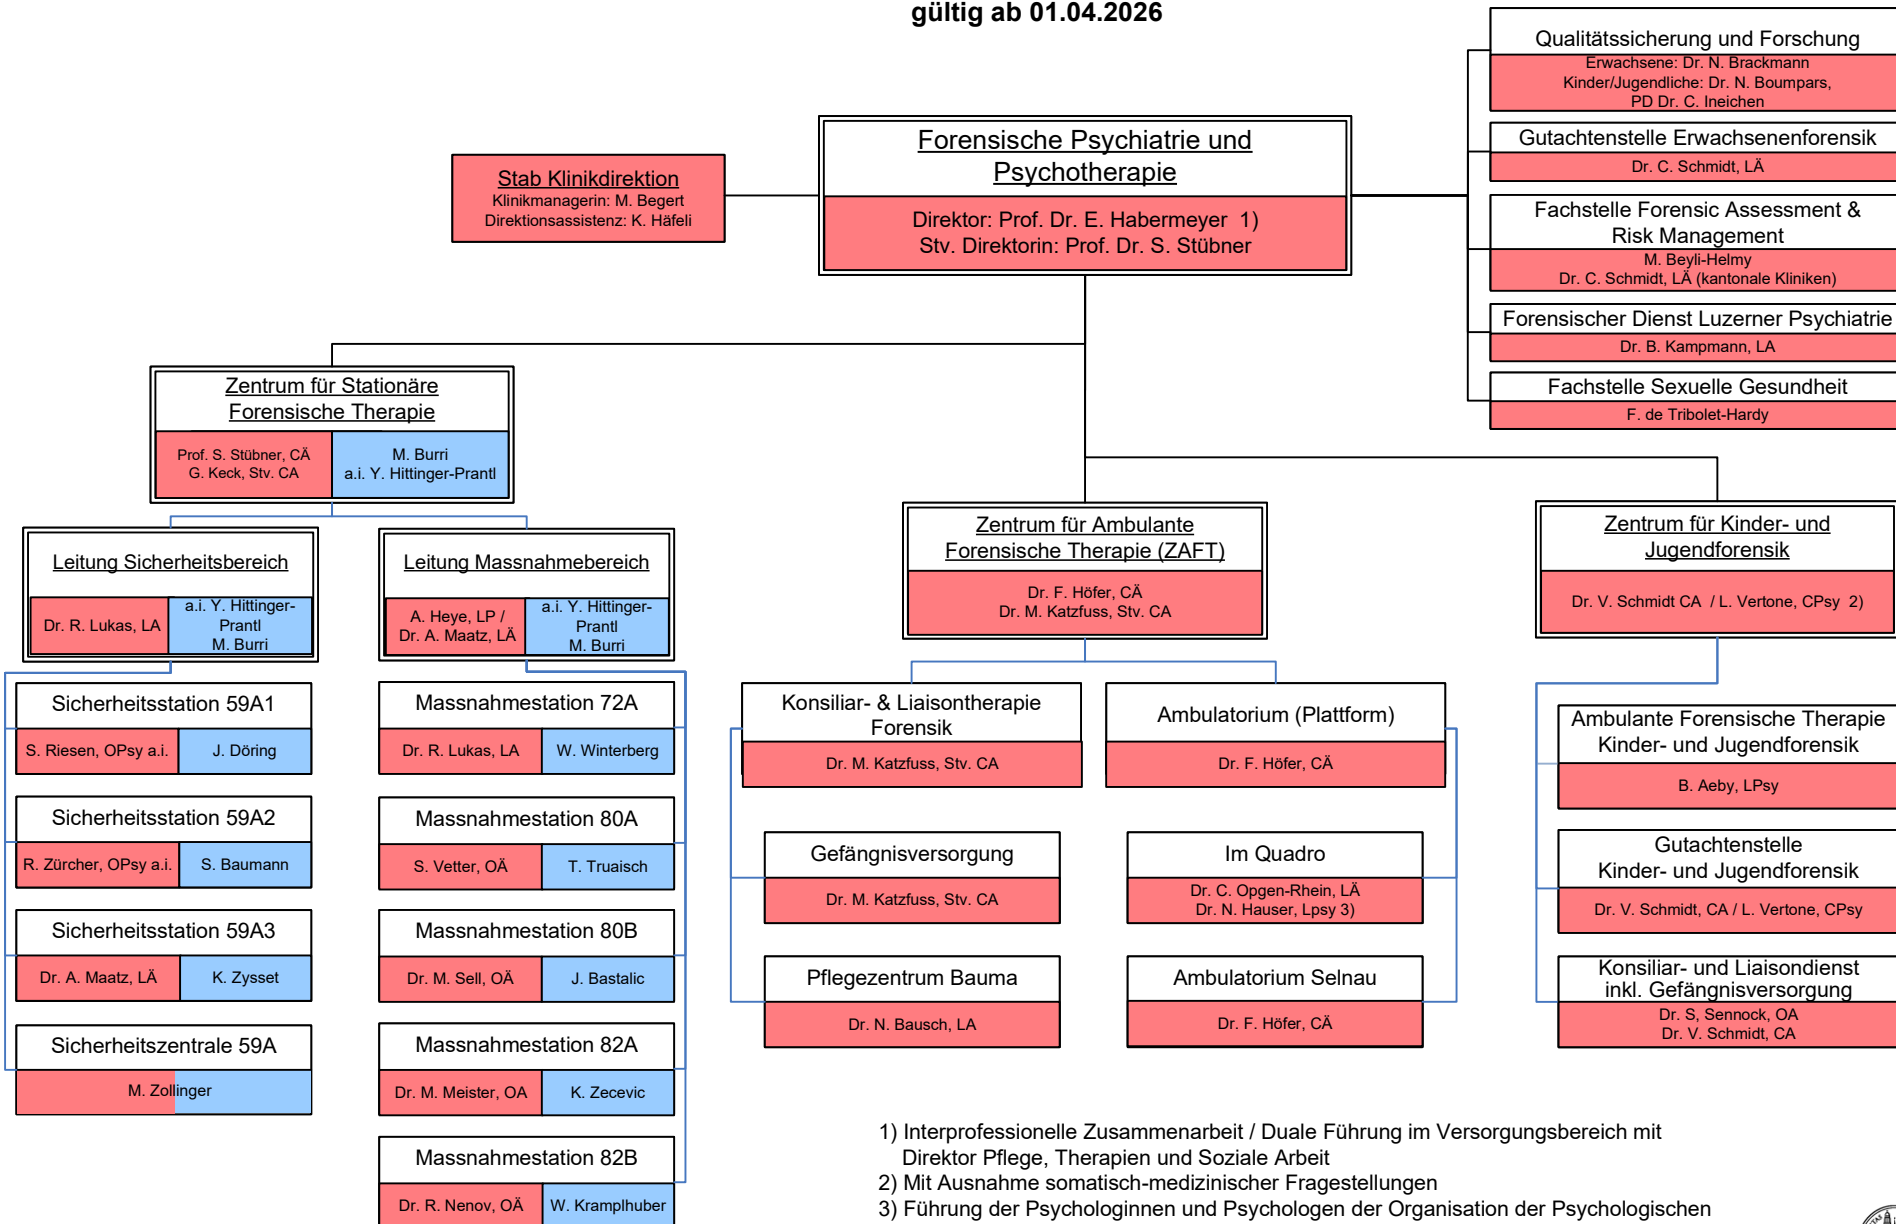 gültig ab 01.04.2026
Qualitätssicherung und Forschung
Erwachsene: Dr. N. Brackmann
Kinder/Jugendliche: Dr. N. Boumpars,
PD Dr. C. Ineichen
Gutachtenstelle Erwachsenenforensik
Dr. C. Schmidt, LÄ
Fachstelle Forensic Assessment &
Risk Management
M. Beyli-Helmy
Dr. C. Schmidt, LÄ (kantonale Kliniken)
Forensischer Dienst Luzerner Psychiatrie
Dr. B. Kampmann, LA
Fachstelle Sexuelle Gesundheit
F. de Tribolet-Hardy
Forensische Psychiatrie und
Psychotherapie
Direktor: Prof. Dr. E. Habermeyer 1)
Stv. Direktorin: Prof. Dr. S. Stübner
Stab Klinikdirektion
Klinikmanagerin: M. Begert
Direktionsassistenz: K. Häfeli
Zentrum für Stationäre
Forensische Therapie
Prof. S. Stübner, CÄ
G. Keck, Stv. CA
M. Burri
a.i. Y. Hittinger-Prantl
Leitung Sicherheitsbereich
Dr. R. Lukas, LA
a.i. Y. Hittinger-
Prantl
M. Burri
Sicherheitsstation 59A1
S. Riesen, OPsy a.i.
J. Döring
Sicherheitsstation 59A2
R. Zürcher, OPsy a.i.
S. Baumann
Sicherheitsstation 59A3
Dr. A. Maatz, LÄ
K. Zysset
Sicherheitszentrale 59A
M. Zollinger
Leitung Massnahmebereich
A. Heye, LP /
Dr. A. Maatz, LÄ
a.i. Y. Hittinger-
Prantl
M. Burri
Massnahmestation 72A
Dr. R. Lukas, LA
W. Winterberg
Massnahmestation 80A
S. Vetter, OÄ
T. Truaisch
Massnahmestation 80B
Dr. M. Sell, OÄ
J. Bastalic
Massnahmestation 82A
Dr. M. Meister, OA
K. Zecevic
Massnahmestation 82B
Dr. R. Nenov, OÄ
W. Kramplhuber
Zentrum für Ambulante
Forensische Therapie (ZAFT)
Dr. F. Höfer, CÄ
Dr. M. Katzfuss, Stv. CA
Konsiliar- & Liaisontherapie
Forensik
Dr. M. Katzfuss, Stv. CA
Gefängnisversorgung
Dr. M. Katzfuss, Stv. CA
Pflegezentrum Bauma
Dr. N. Bausch, LA
Ambulatorium (Plattform)
Dr. F. Höfer, CÄ
Im Quadro
Dr. C. Opgen-Rhein, LÄ
Dr. N. Hauser, Lpsy 3)
Ambulatorium Selnau
Dr. F. Höfer, CÄ
Zentrum für Kinder- und
Jugendforensik
Dr. V. Schmidt CA / L. Vertone, CPsy 2)
Ambulante Forensische Therapie
Kinder- und Jugendforensik
B. Aeby, LPsy
Gutachtenstelle
Kinder- und Jugendforensik
Dr. V. Schmidt, CA / L. Vertone, CPsy
Konsiliar- und Liaisondienst
inkl. Gefängnisversorgung
Dr. S, Sennock, OA
Dr. V. Schmidt, CA
1) Interprofessionelle Zusammenarbeit / Duale Führung im Versorgungsbereich mit
Direktor Pflege, Therapien und Soziale Arbeit
2) Mit Ausnahme somatisch-medizinischer Fragestellungen
3) Führung der Psychologinnen und Psychologen der Organisation der Psychologischen